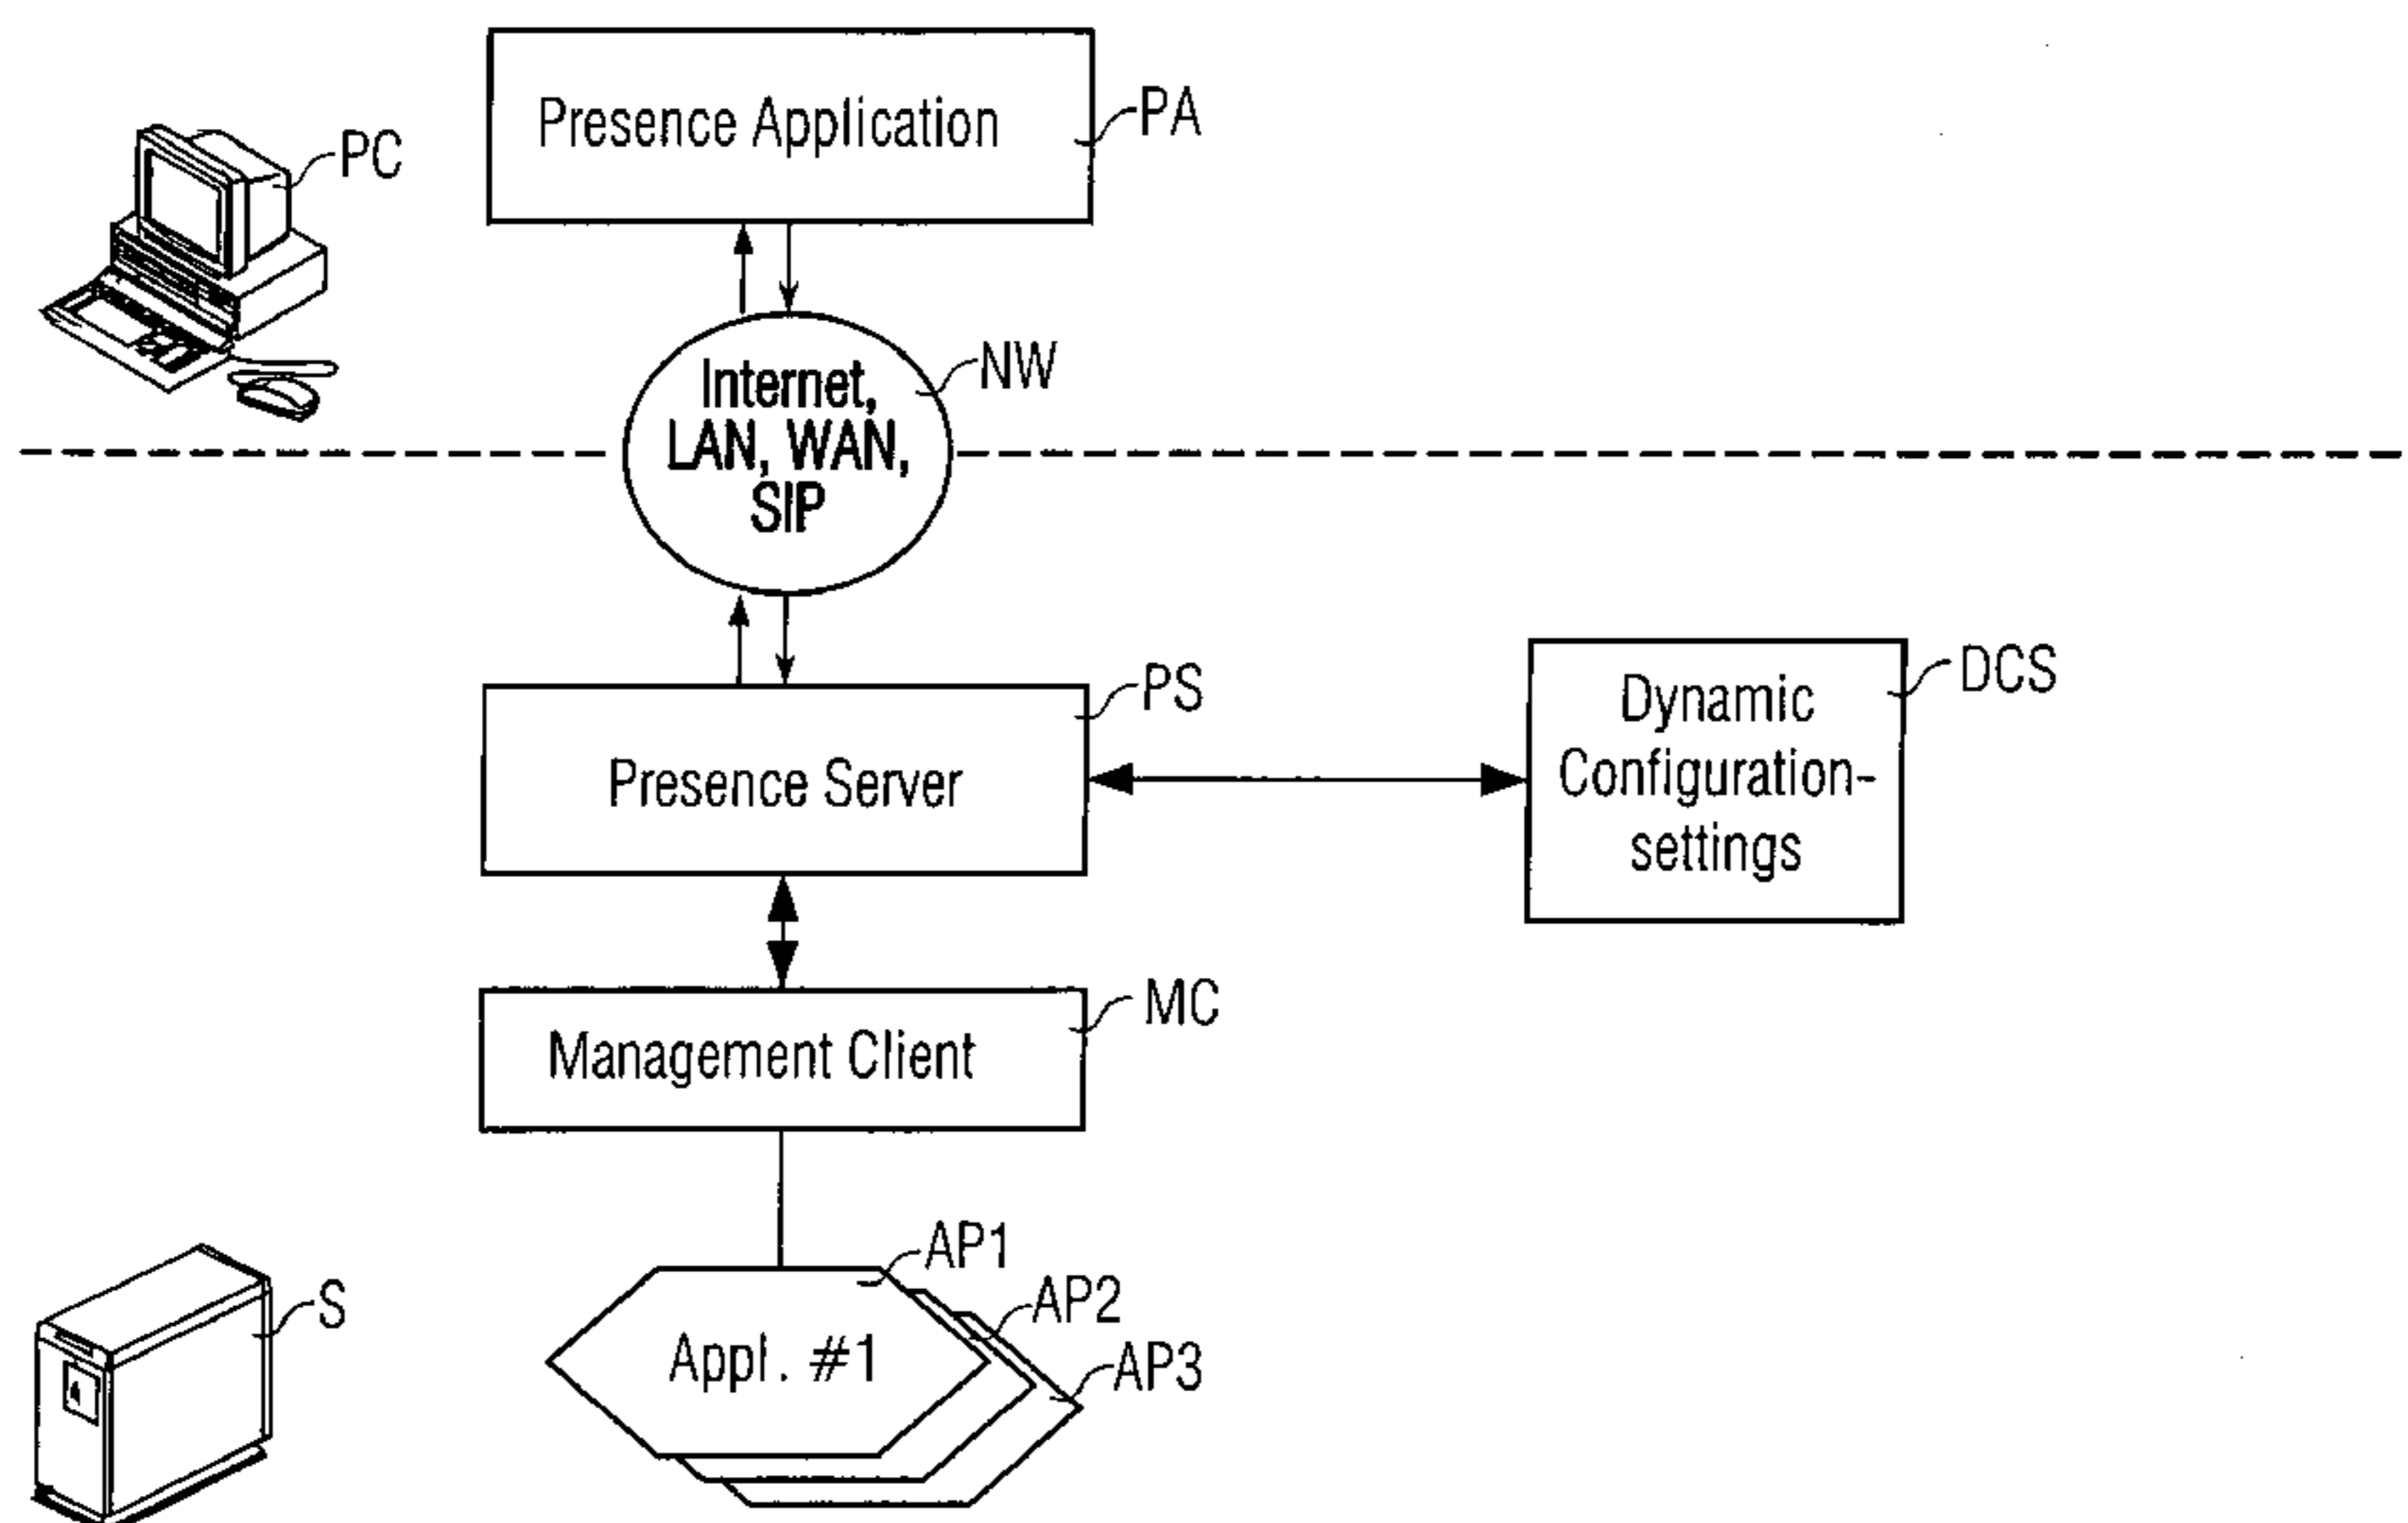 Presence Application
PA
PC
NW
Internet,
LAN, WAN,
SIP
PS
Presence Server
DCS
Dynamic
Configuration-
settings
MC
Management Client
AP1
AP2
AP3
Appl. #1
S